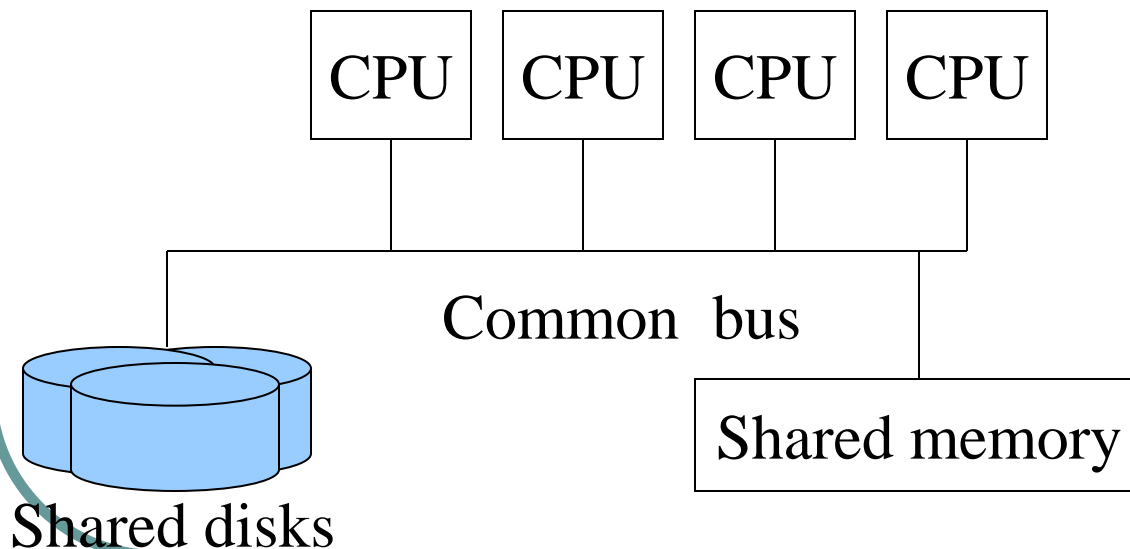 CPU CPU CPU CPU
Common bus
Shared memory
Shared disks